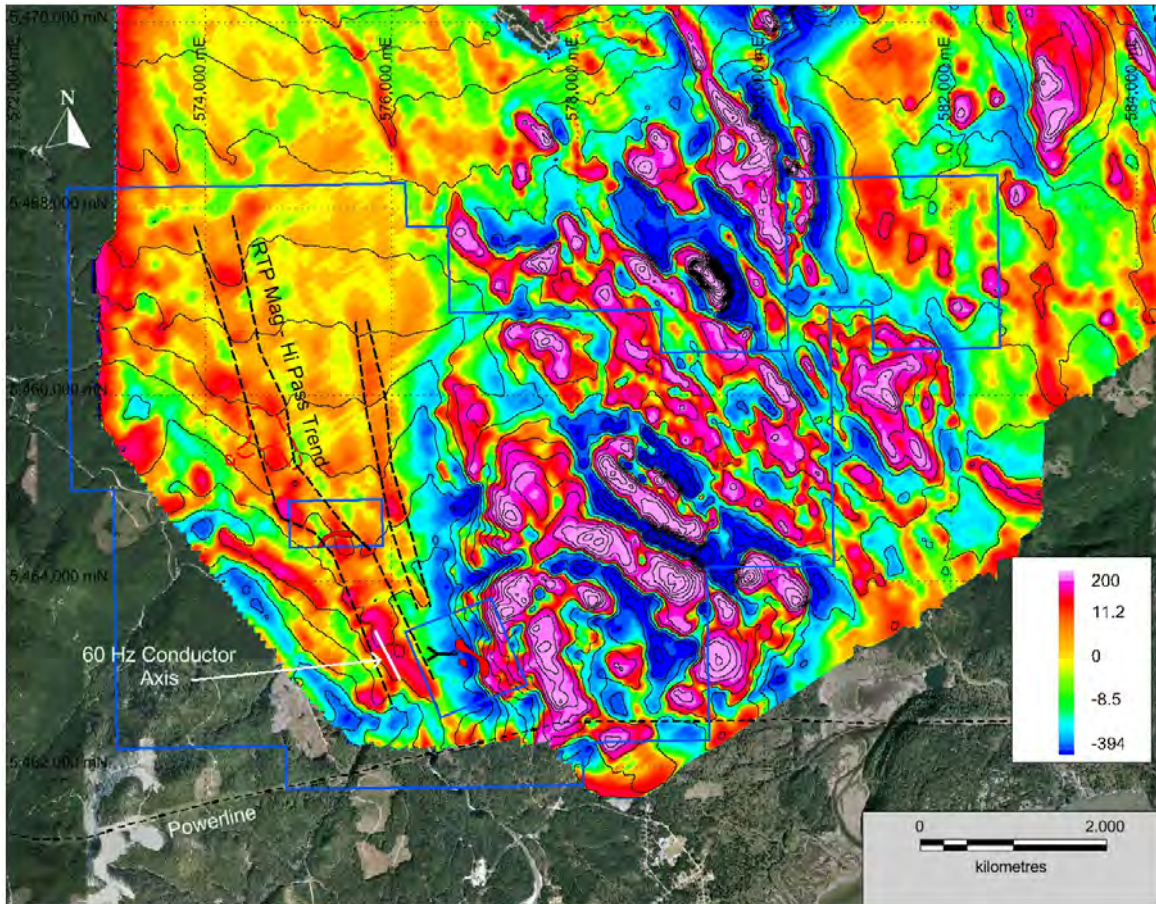 5,470,000 mN
572,000 mE
574,000 mE
576,000 mE
578,000 mE
582,000 mE
584,000 mE
N
5,468,000 mN
RTP Mag - Hi Pass Trend
5,466,000 mN
5,464,000 mN
200
11.2
0
-8.5
-394
60 Hz Conductor
Axis
5,462,000 mN
Powerline
0
2.000
kilometres